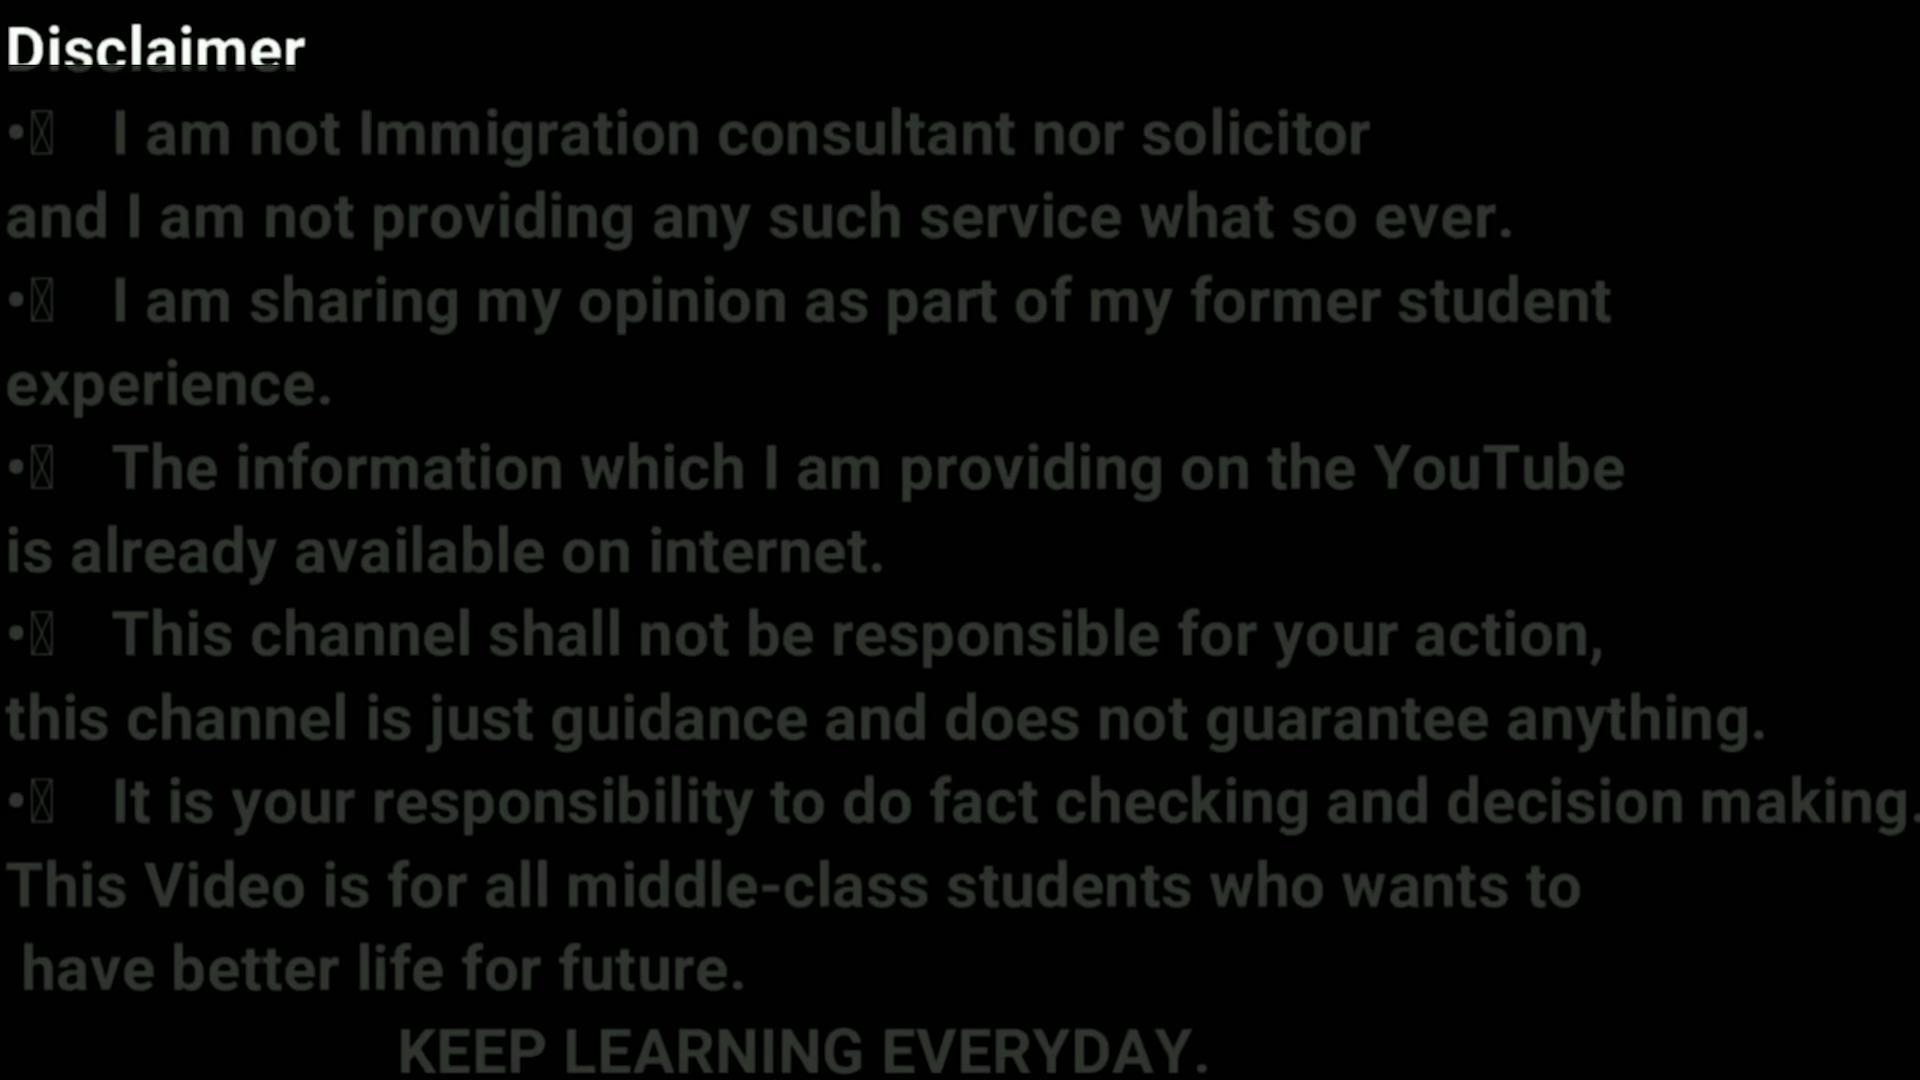 Disclaimer
• I am not Immigration consultant nor solicitor
and I am not providing any such service what so ever.
• I am sharing my opinion as part of my former student
experience.
• The information which I am providing on the YouTube
is already available on internet.
• This channel shall not be responsible for your action,
this channel is just guidance and does not guarantee anything.
• It is your responsibility to do fact checking and decision making.
This Video is for all middle-class students who wants to
have better life for future.
KEEP LEARNING EVERYDAY.